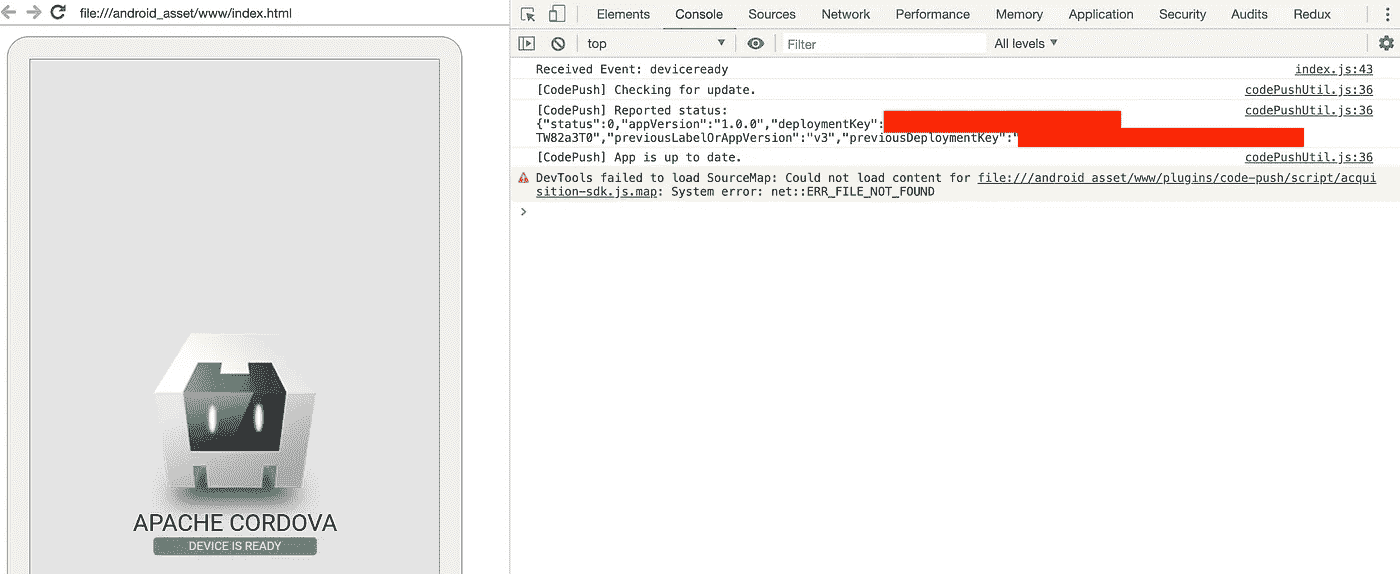 file:///android_asset/www/index.html
Elements Console Sources Network Performance Memory Application Security Audits Redux
top Filter All levels
Received Event: deviceready index.js:43
[CodePush] Checking for update. codePushUtil.js:36
[CodePush] Reported status: codePushUtil.js:36
{"status":0,"appVersion":"1.0.0","deploymentKey":
TW82a3T0","previousLabelOrAppVersion":"v3","previousDeploymentKey":"
[CodePush] App is up to date. codePushUtil.js:36
DevTools failed to load SourceMap: Could not load content for file:///android_asset/www/plugins/code-push/script/acqui
sition-sdk.js.map: System error: net::ERR_FILE_NOT_FOUND
APACHE CORDOVA
DEVICE IS READY